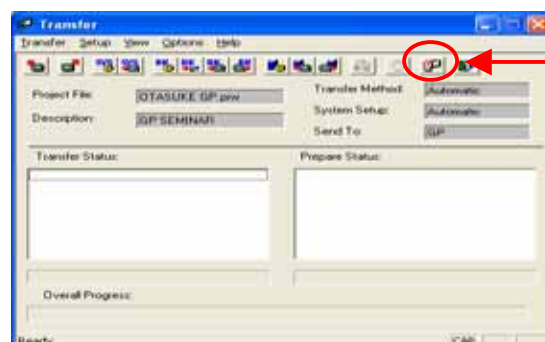 Transfer
Transfer Setup View Options Help
Project File: OTASUKE GP.prw
Description: GP SEMINAR
Transfer Method: Automatic
System Setup: Automatic
Send To: GP
Transfer Status:
Prepare Status:
Overall Progress:
Ready
CAP